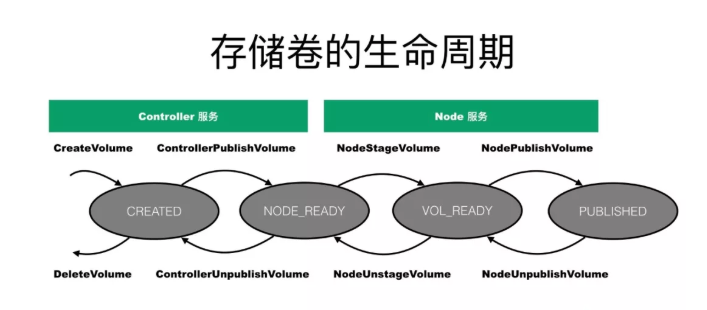 存储卷的生命周期
Controller 服务
Node 服务
CreateVolume
ControllerPublishVolume
NodeStageVolume
NodePublishVolume
CREATED
NODE_READY
VOL_READY
PUBLISHED
DeleteVolume
ControllerUnpublishVolume
NodeUnstageVolume
NodeUnpublishVolume